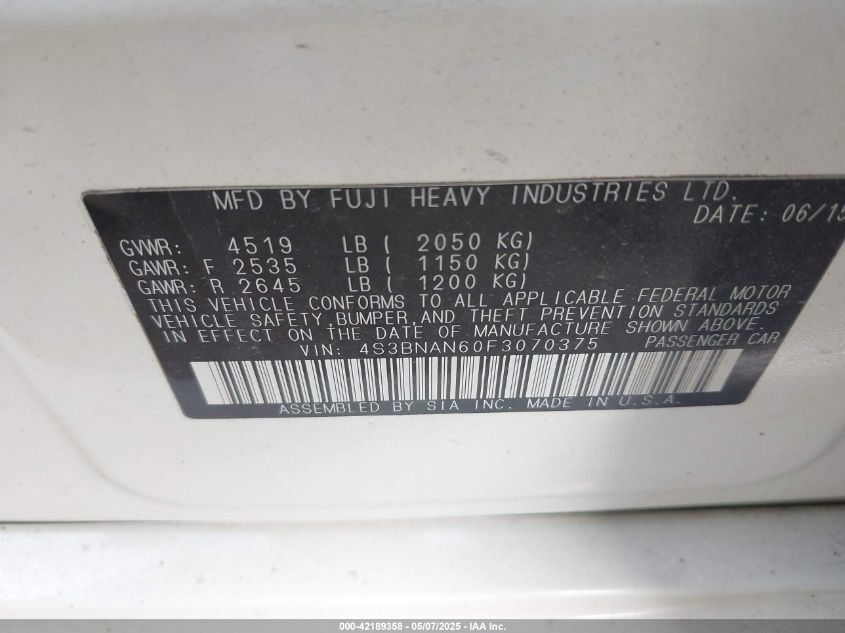 MFD BY FUJI HEAVY INDUSTRIES LTD.
DATE: 06/15
GVWR: 4519 LB ( 2050 KG)
GAWR: F 2535 LB ( 1150 KG)
GAWR: R 2645 LB ( 1200 KG)
THIS VEHICLE CONFORMS TO ALL APPLICABLE FEDERAL MOTOR
VEHICLE SAFETY, BUMPER, AND THEFT PREVENTION STANDARDS
IN EFFECT ON THE DATE OF MANUFACTURE SHOWN ABOVE.
VIN: 4S3BNAN60F3070375 PASSENGER CAR
ASSEMBLED BY SIA INC. MADE IN U.S.A.
000-42189358 - 05/07/2025 - IAA Inc.